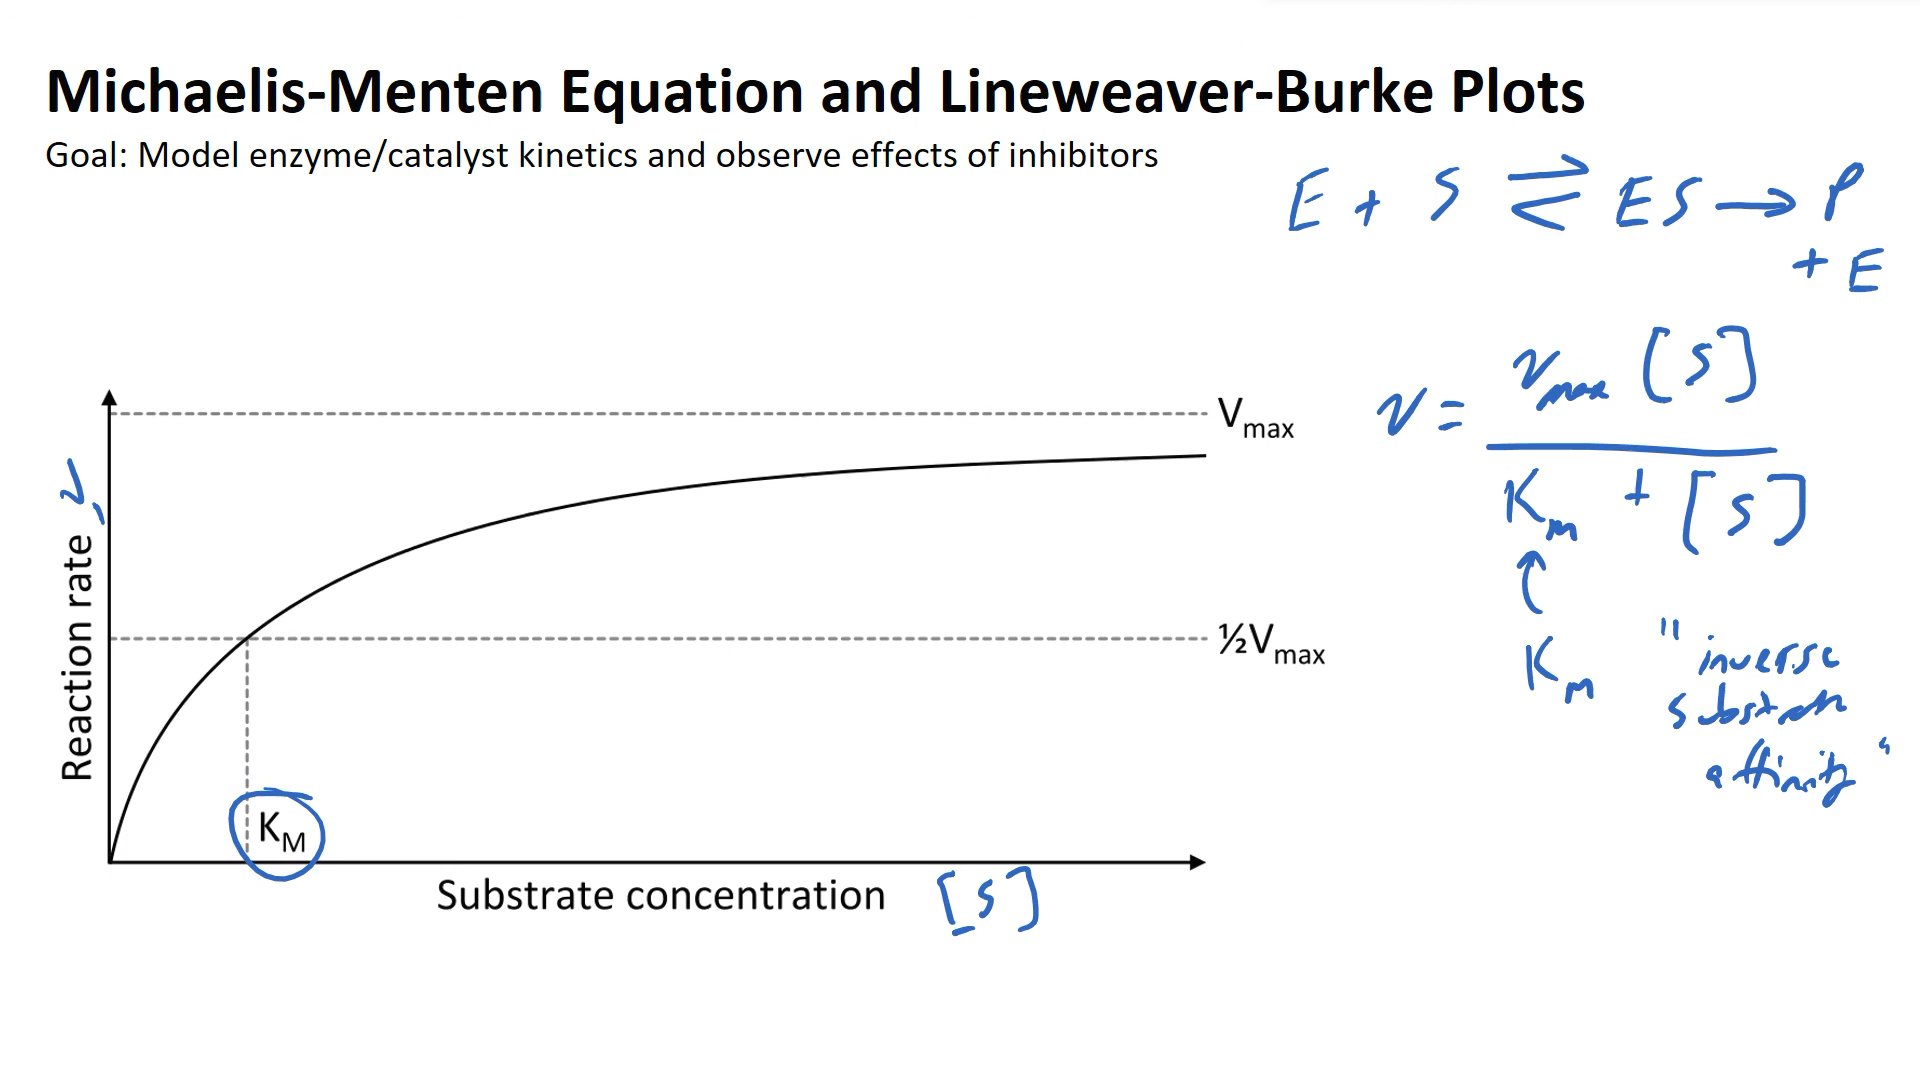 Michaelis-Menten Equation and Lineweaver-Burke Plots
Goal: Model enzyme/catalyst kinetics and observe effects of inhibitors
E + S ⇌ ES → P
+ E
v = vmax [S]
Km + [S]
Km "inverse
substrate
affinity"
Vmax
½Vmax
v
Reaction rate
KM
Substrate concentration [S]